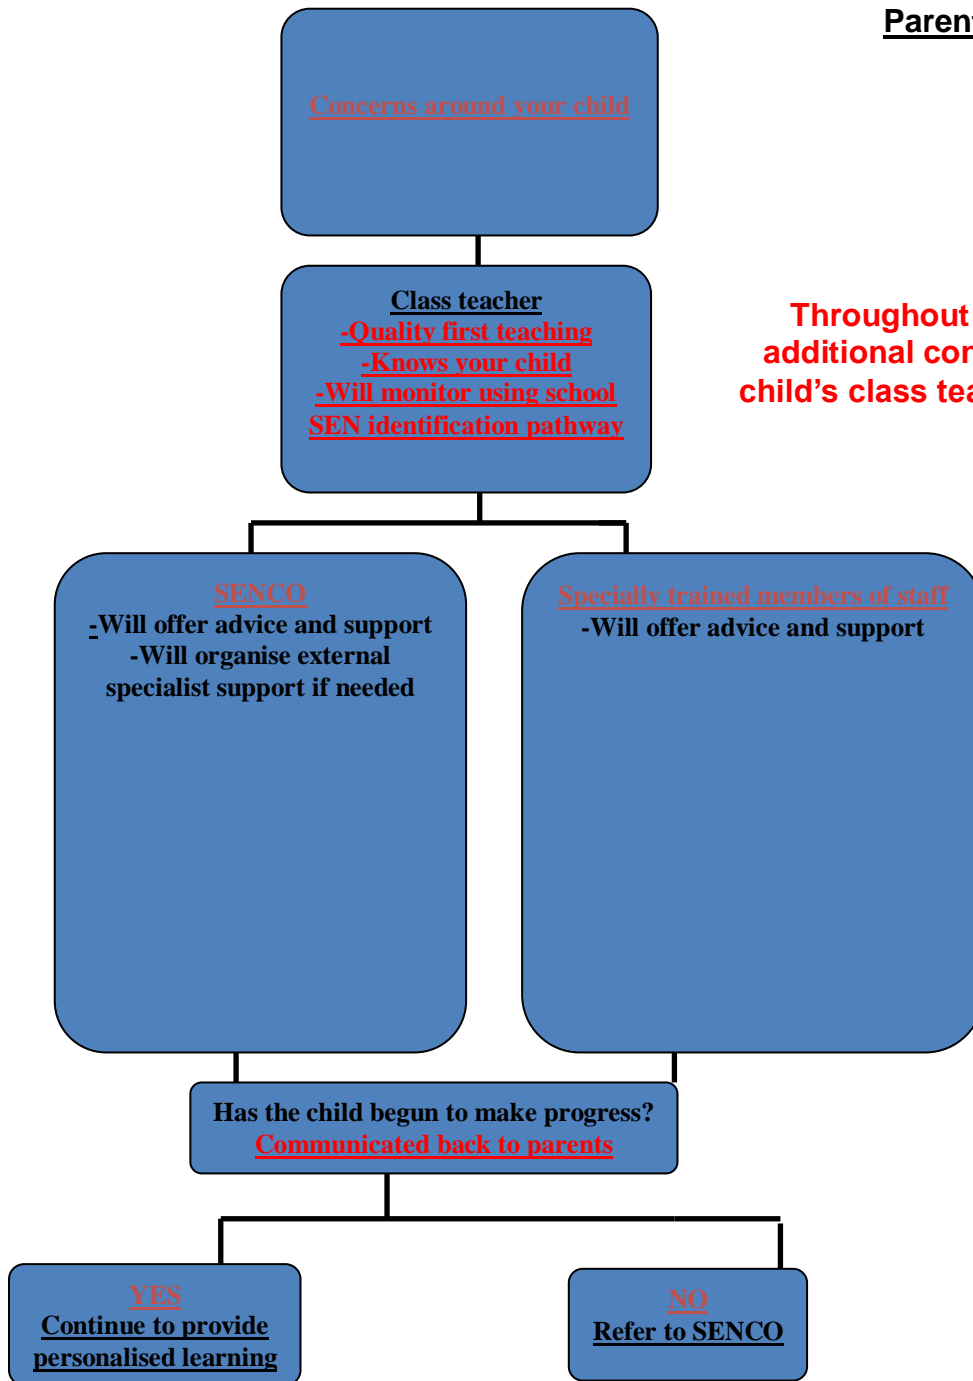 Parent
Concerns around your child
Class teacher
-Quality first teaching
-Knows your child
-Will monitor using school
SEN identification pathway
Throughout
additional con
child's class tea
SENCO
-Will offer advice and support
-Will organise external
specialist support if needed
Specially trained members of staff
-Will offer advice and support
Has the child begun to make progress?
Communicated back to parents
YES
Continue to provide
personalised learning
NO
Refer to SENCO